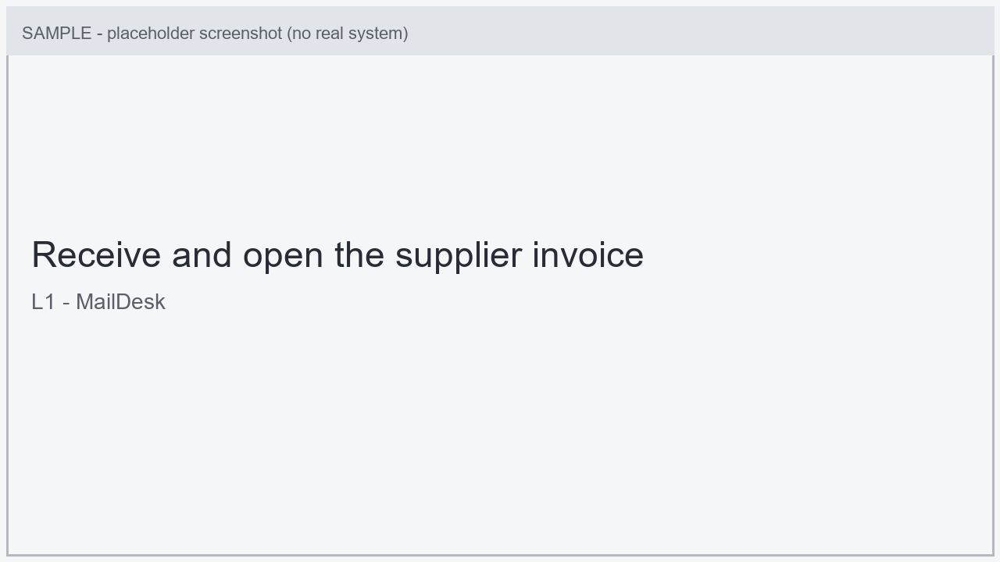 SAMPLE - placeholder screenshot (no real system)
Receive and open the supplier invoice
L1 - MailDesk